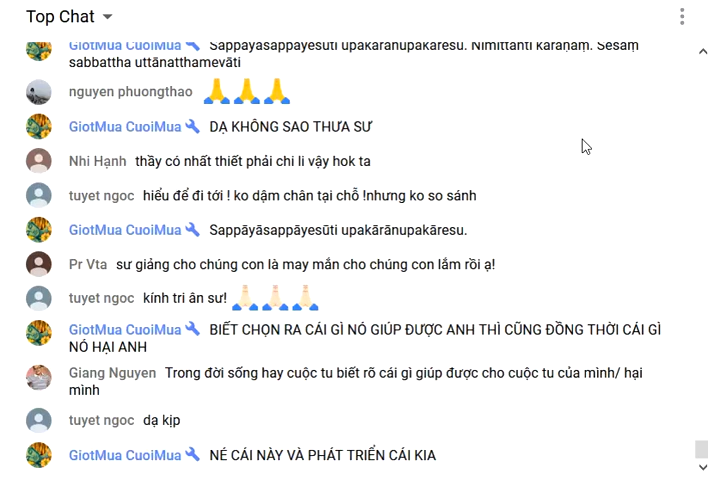 Top Chat
GiotMua CuoiMua Sappāyāsappāyesūti upakārānupakāresu. Nimittanti kāraṇaṃ. Sesaṃ
sabbattha uttānatthamevāti
nguyen phuongthao 🙏🙏🙏
GiotMua CuoiMua DẠ KHÔNG SAO THƯA SƯ
Nhi Hạnh thầy có nhất thiết phải chi li vậy hok ta
tuyet ngoc hiểu để đi tới ! ko dậm chân tại chỗ !nhưng ko so sánh
GiotMua CuoiMua Sappāyāsappāyesūti upakārānupakāresu.
Pr Vta sư giảng cho chúng con là may mắn cho chúng con lắm rồi ạ!
tuyet ngoc kính tri ân sư! 🙏🏻🙏🏻🙏🏻
GiotMua CuoiMua BIẾT CHỌN RA CÁI GÌ NÓ GIÚP ĐƯỢC ANH THÌ CŨNG ĐỒNG THỜI CÁI GÌ
NÓ HẠI ANH
Giang Nguyen Trong đời sống hay cuộc tu biết rõ cái gì giúp được cho cuộc tu của mình/ hại
mình
tuyet ngoc dạ kịp
GiotMua CuoiMua NÉ CÁI NÀY VÀ PHÁT TRIỂN CÁI KIA